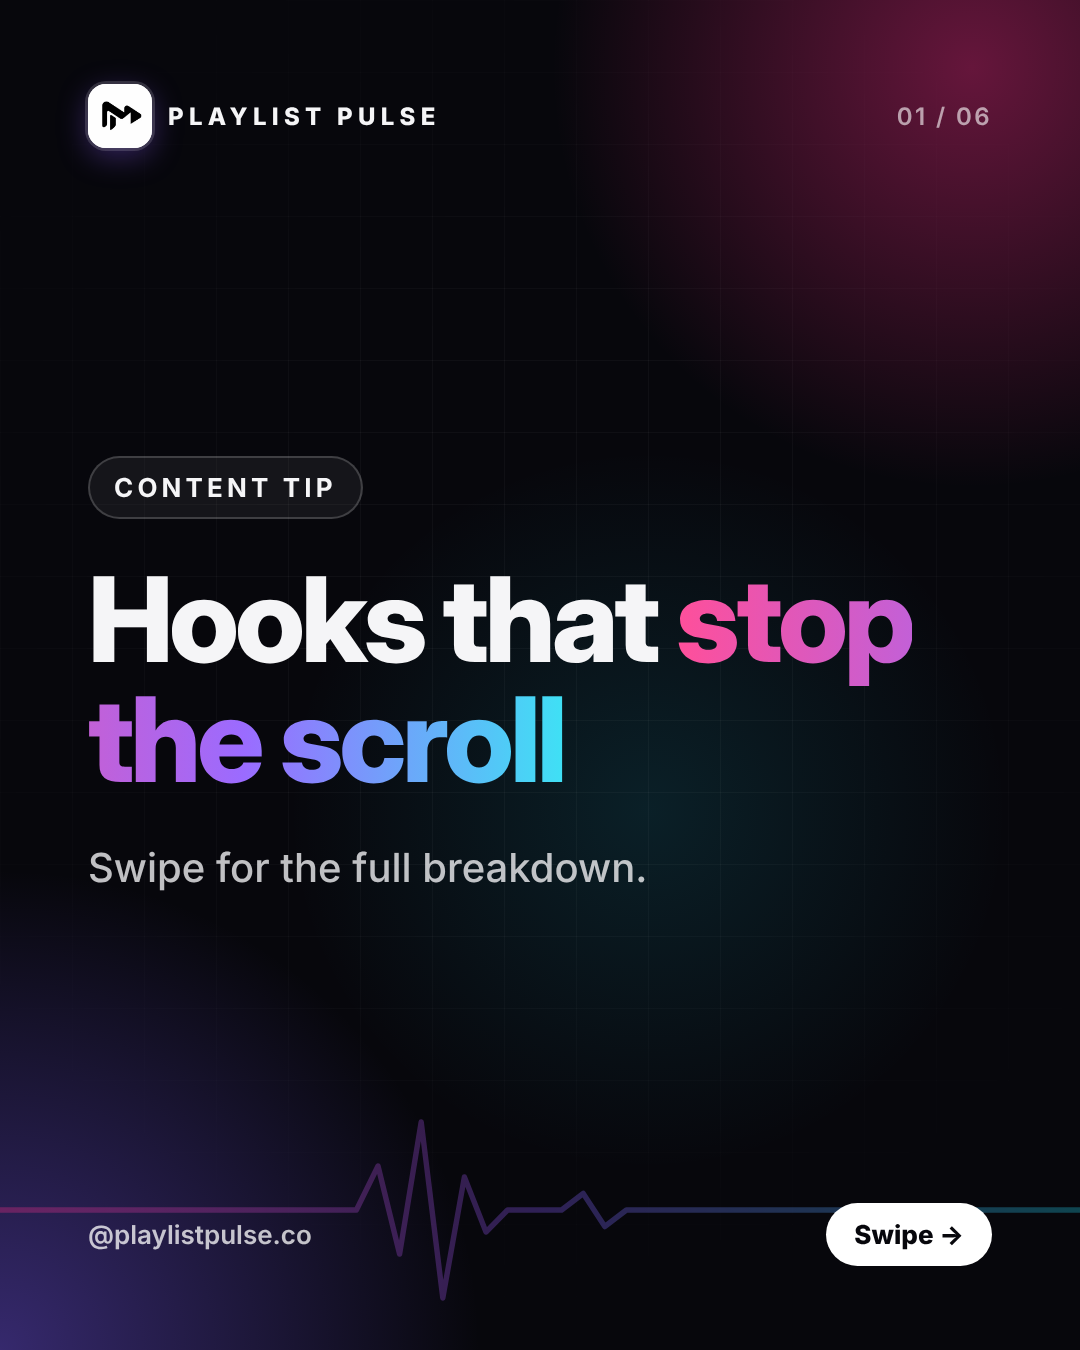 PLAYLIST PULSE
01 / 06
CONTENT TIP
Hooks that stop
the scroll
Swipe for the full breakdown.
@playlistpulse.co
Swipe →